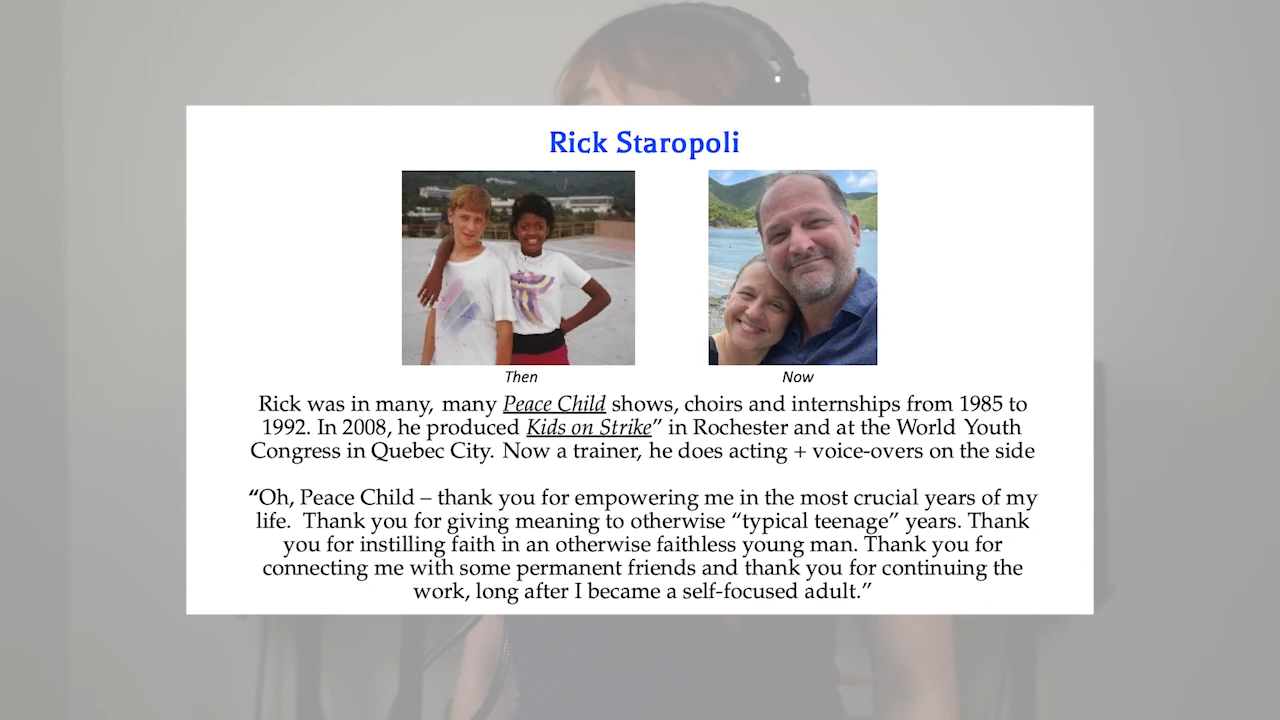 Rick Staropoli
Then
Now
Rick was in many, many Peace Child shows, choirs and internships from 1985 to
1992. In 2008, he produced Kids on Strike” in Rochester and at the World Youth
Congress in Quebec City. Now a trainer, he does acting + voice-overs on the side
“Oh, Peace Child – thank you for empowering me in the most crucial years of my
life. Thank you for giving meaning to otherwise “typical teenage” years. Thank
you for instilling faith in an otherwise faithless young man. Thank you for
connecting me with some permanent friends and thank you for continuing the
work, long after I became a self-focused adult.”